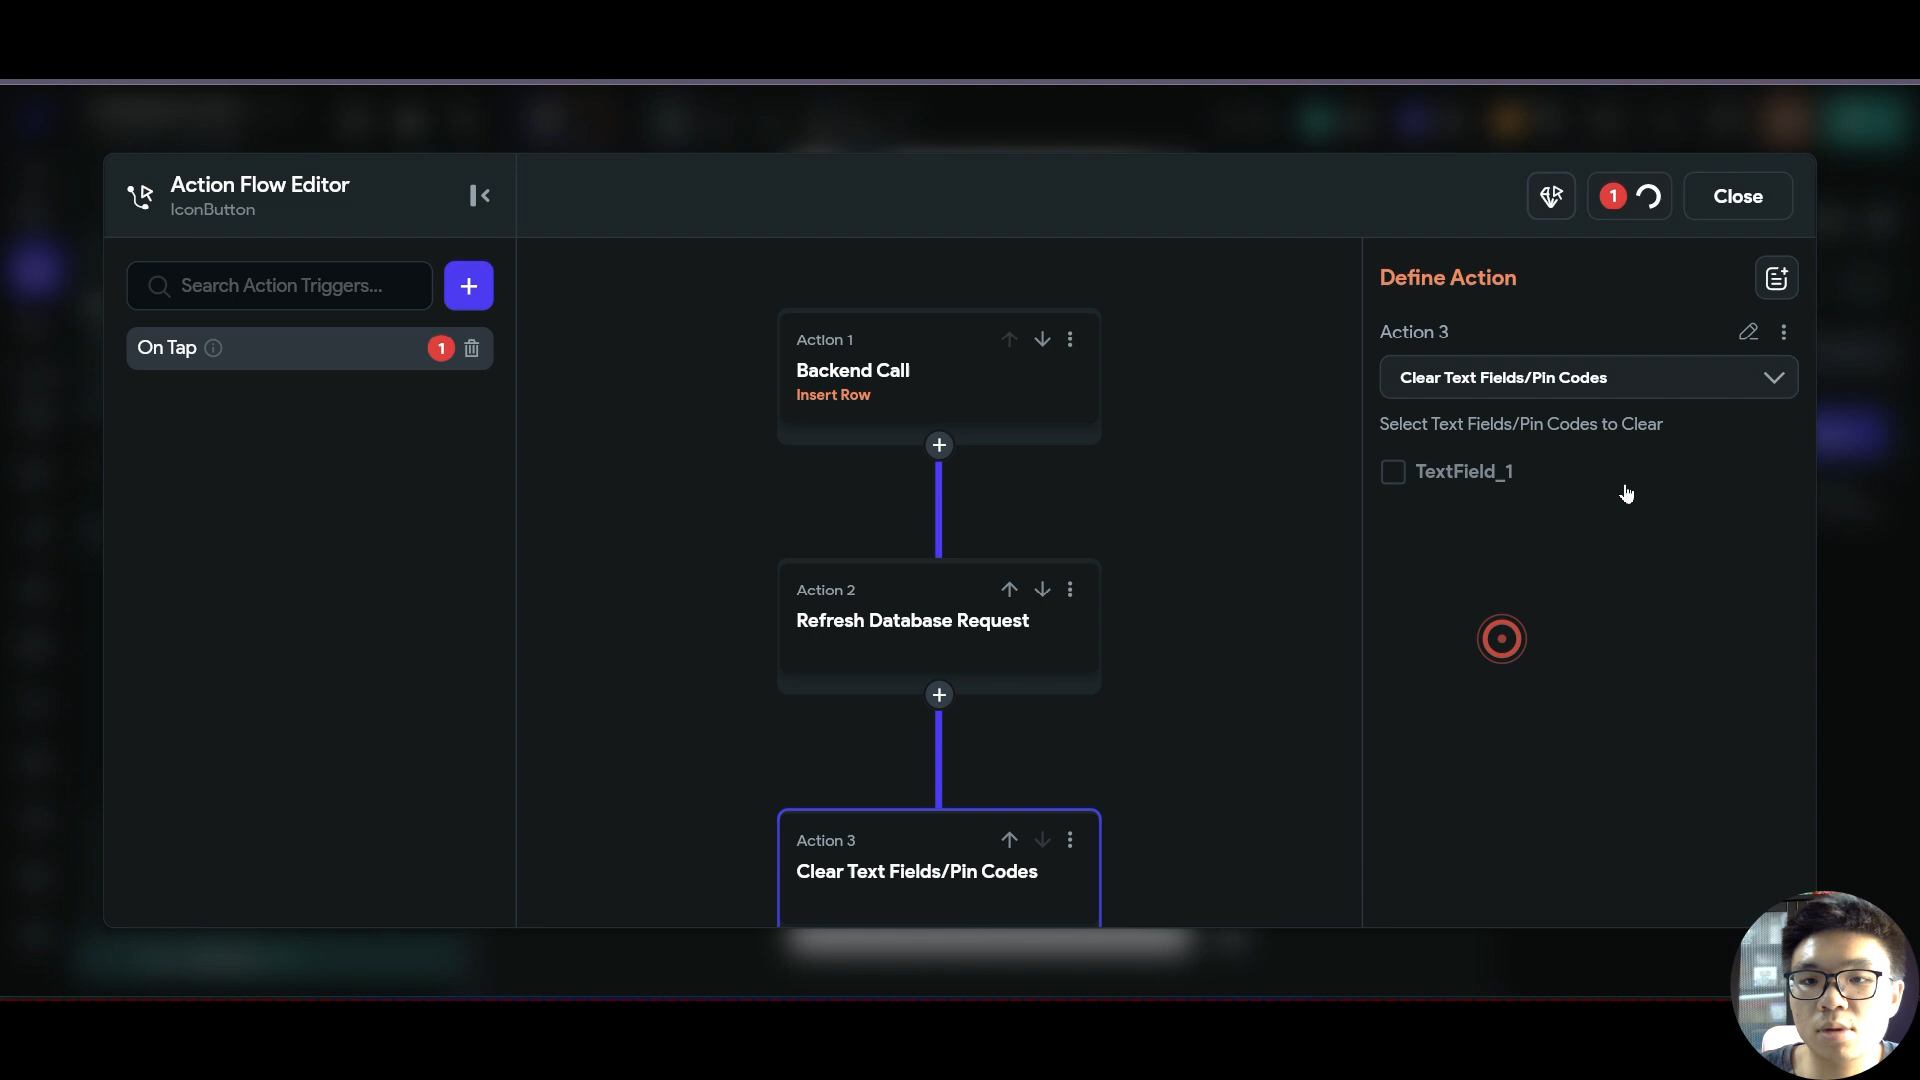 Action Flow Editor
IconButton
1
Close
Search Action Triggers...
+
On Tap
1
Action 1
Backend Call
Insert Row
+
Action 2
Refresh Database Request
+
Action 3
Clear Text Fields/Pin Codes
Define Action
Action 3
Clear Text Fields/Pin Codes
Select Text Fields/Pin Codes to Clear
TextField_1